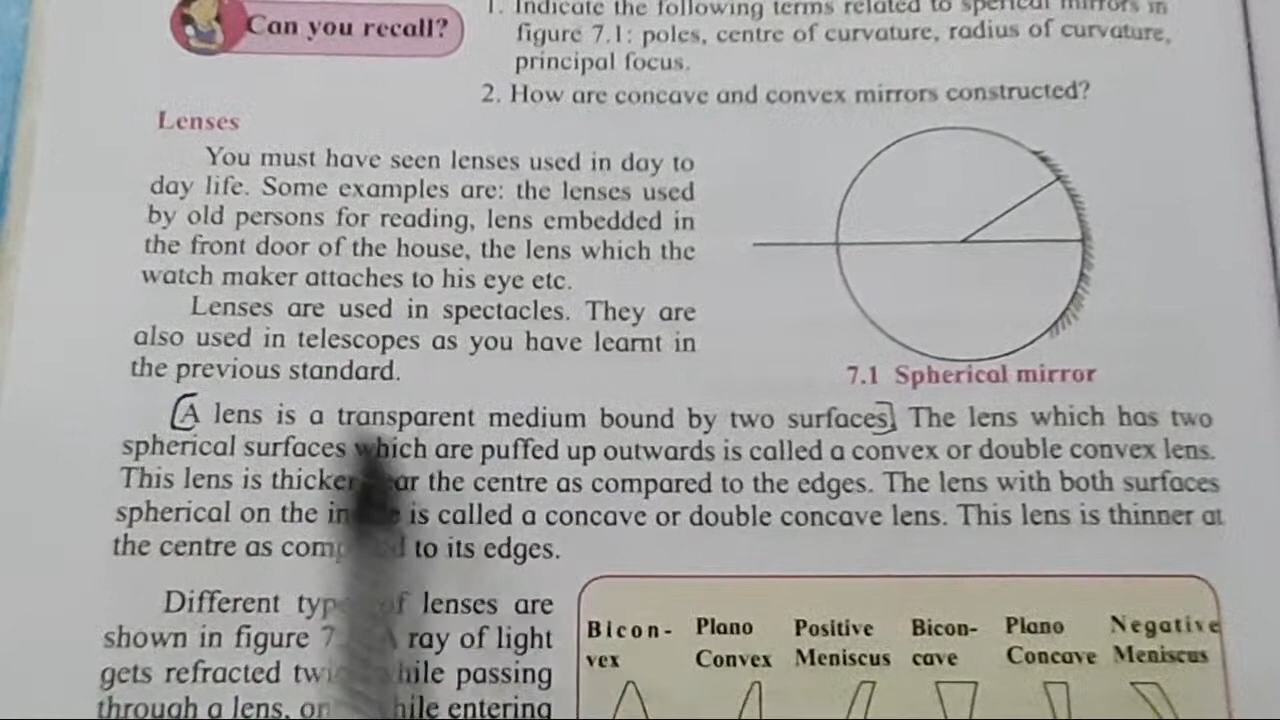 Can you recall?
1. Indicate the following terms related to sperical mirrors in
figure 7.1: poles, centre of curvature, radius of curvature,
principal focus.
2. How are concave and convex mirrors constructed?
Lenses
You must have seen lenses used in day to
day life. Some examples are: the lenses used
by old persons for reading, lens embedded in
the front door of the house, the lens which the
watch maker attaches to his eye etc.
Lenses are used in spectacles. They are
also used in telescopes as you have learnt in
the previous standard.
7.1 Spherical mirror
A lens is a transparent medium bound by two surfaces. The lens which has two
spherical surfaces which are puffed up outwards is called a convex or double convex lens.
This lens is thicker the centre as compared to the edges. The lens with both surfaces
spherical on the is called a concave or double concave lens. This lens is thinner at
the centre as to its edges.
Different of lenses are
shown in figure 7. A ray of light
gets refracted passing
through a lens, entering
Bicon- Plano Positive Bicon- Plano Negative
vex Convex Meniscus cave Concave Meniscus